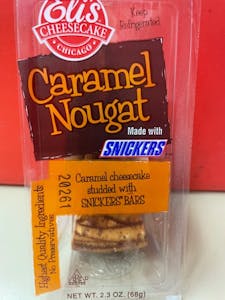 Eli's
CHEESECAKE
CHICAGO
Keep
Refrigerated
Caramel
Nougat
Made with
SNICKERS
20261
Caramel cheesecake
studded with
SNICKERS® BARS
Highest Quality Ingredients
No Preservatives
NET WT. 2.3 OZ. (66g)